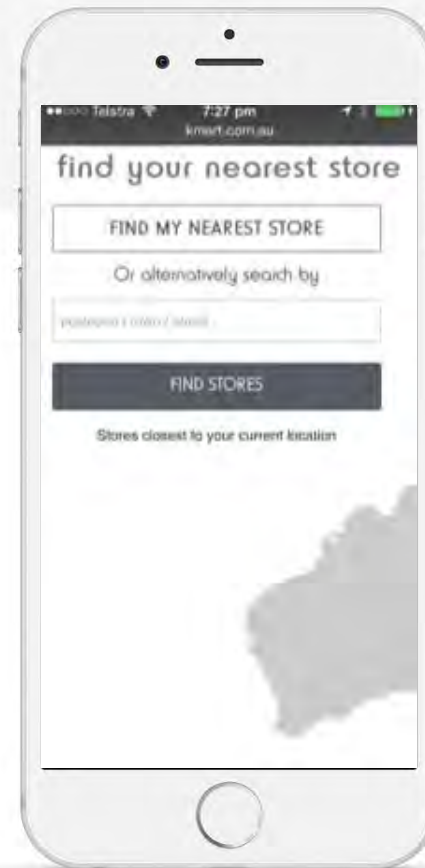 Telstra 7:27 pm
kmart.com.au
find your nearest store
FIND MY NEAREST STORE
Or alternatively search by
FIND STORES
Stores closest to your current location